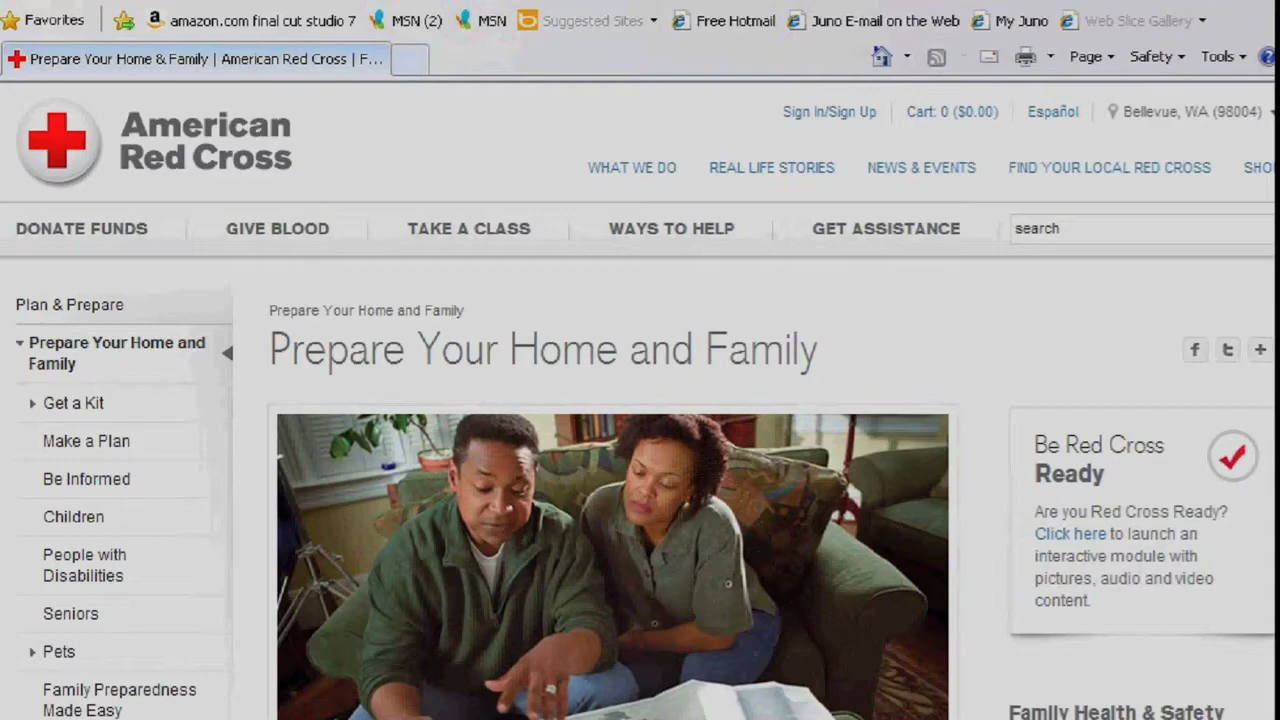 Favorites
amazon.com final cut studio 7
MSN (2)
MSN
Suggested Sites
Free Hotmail
Juno E-mail on the Web
My Juno
Web Slice Gallery
Prepare Your Home & Family | American Red Cross | F...
Page
Safety
Tools
American
Red Cross
Sign In/Sign Up
Cart: 0 ($0.00)
Español
Bellevue, WA (98004)
WHAT WE DO
REAL LIFE STORIES
NEWS & EVENTS
FIND YOUR LOCAL RED CROSS
SHO
DONATE FUNDS
GIVE BLOOD
TAKE A CLASS
WAYS TO HELP
GET ASSISTANCE
search
Plan & Prepare
Prepare Your Home and
Family
Get a Kit
Make a Plan
Be Informed
Children
People with
Disabilities
Seniors
Pets
Family Preparedness
Made Easy
Prepare Your Home and Family
Prepare Your Home and Family
Be Red Cross
Ready
Are you Red Cross Ready?
Click here to launch an
interactive module with
pictures, audio and video
content.
Family Health & Safety